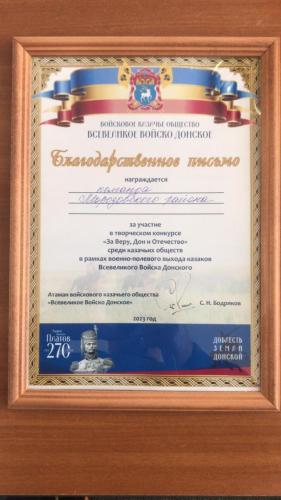 ВОЙСКОВОЕ КАЗАЧЬЕ ОБЩЕСТВО
ВСЕВЕЛИКОЕ ВОЙСКО ДОНСКОЕ
Благодарственное письмо
награждается
команда
Морозовского района
за участие
в творческом конкурсе
«За Веру, Дон и Отечество»
среди казачьих обществ
в рамках военно-полевого выхода казаков
Всевеликого Войска Донского
Атаман войскового казачьего общества
«Всевеликое Войско Донское»
С. Н. Бодряков
2023 год
Платов
270
ДОБЛЕСТЬ
ЗЕМЛИ
ДОНСКОЙ